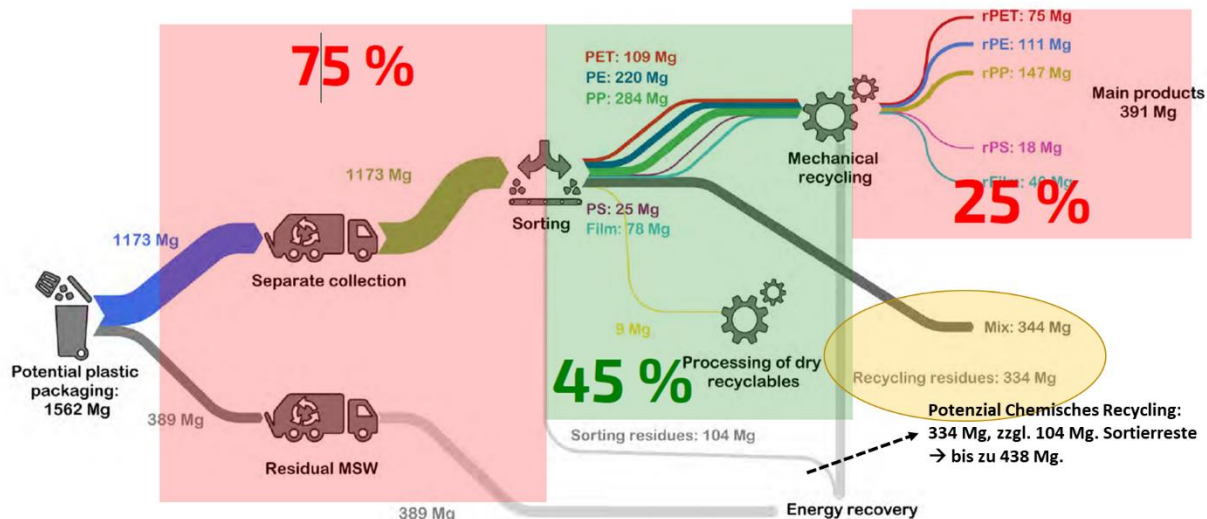 75 %
PET: 109 Mg
PE: 220 Mg
PP: 284 Mg
rPET: 75 Mg
rPE: 111 Mg
rPP: 147 Mg
Main products
391 Mg
Mechanical
recycling
rPS: 18 Mg
rFilm: Mg
25 %
1173 Mg
Sorting
PS: 25 Mg
Film: 78 Mg
1173 Mg
Separate collection
9 Mg
Mix: 344 Mg
Processing of dry
recyclables
45 %
Recycling residues: 334 Mg
Potential plastic
packaging:
1562 Mg
389 Mg
Residual MSW
Sorting residues: 104 Mg
Potenzial Chemisches Recycling:
334 Mg, zzgl. 104 Mg. Sortierreste
→ bis zu 438 Mg.
389 Mg
Energy recovery